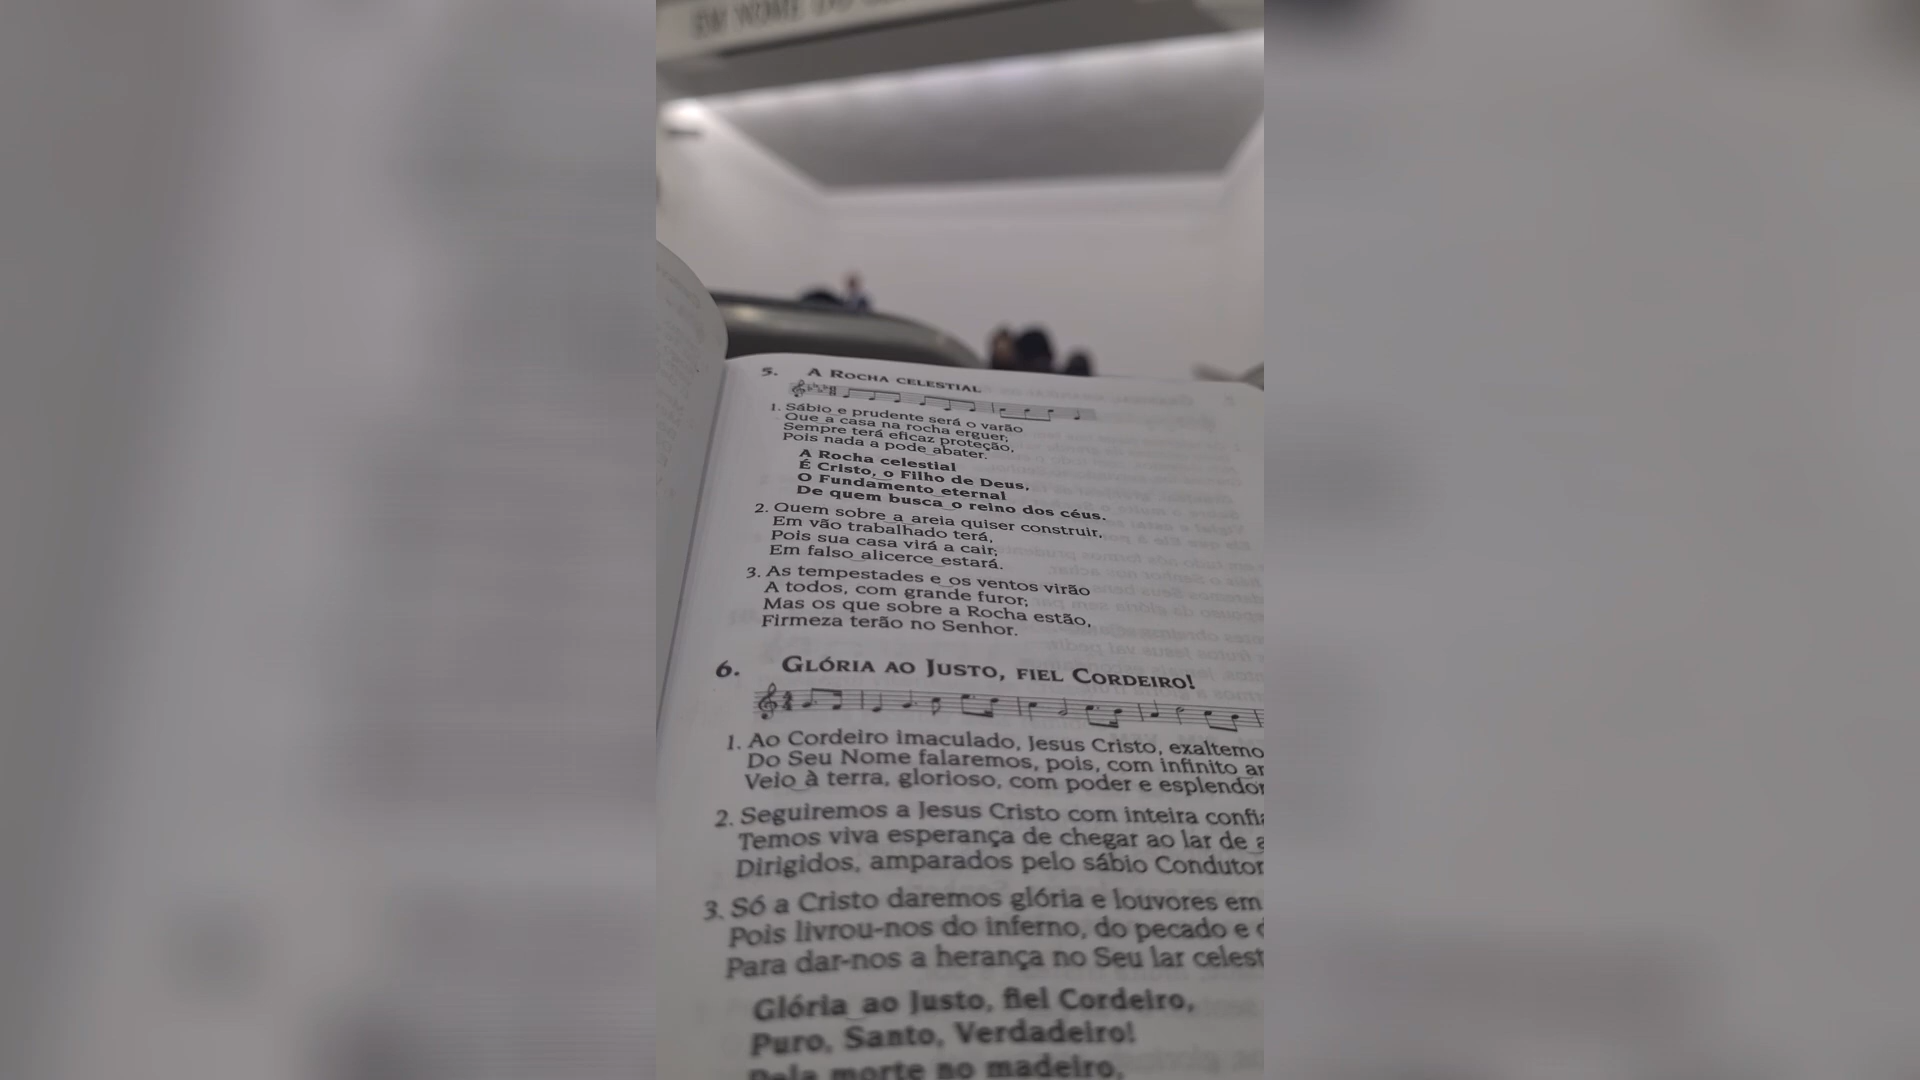 EM NOME DO
5. A ROCHA CELESTIAL
1. Sábio e prudente será o varão
Que a casa na rocha erguer;
Sempre terá eficaz proteção,
Pois nada a pode abater.
A Rocha celestial
É Cristo, o Filho de Deus,
O Fundamento eternal
De quem busca o reino dos céus.
2. Quem sobre a areia quiser construir,
Em vão trabalhado terá,
Pois sua casa virá a cair;
Em falso alicerce estará.
3. As tempestades e os ventos virão
A todos, com grande furor;
Mas os que sobre a Rocha estão,
Firmeza terão no Senhor.
6. GLÓRIA AO JUSTO, FIEL CORDEIRO!
1. Ao Cordeiro imaculado, Jesus Cristo, exaltemo
Do Seu Nome falaremos, pois, com infinito
Veio à terra, glorioso, com poder e esplendor
2. Seguiremos a Jesus Cristo com inteira confi
Temos viva esperança de chegar ao lar de
Dirigidos, amparados pelo sábio Condutor
3. Só a Cristo daremos glória e louvores em
Pois livrou-nos do inferno, do pecado e
Para dar-nos a herança no Seu lar celest
Glória ao Justo, fiel Cordeiro,
Puro, Santo, Verdadeiro!
Pela morte no madeiro,